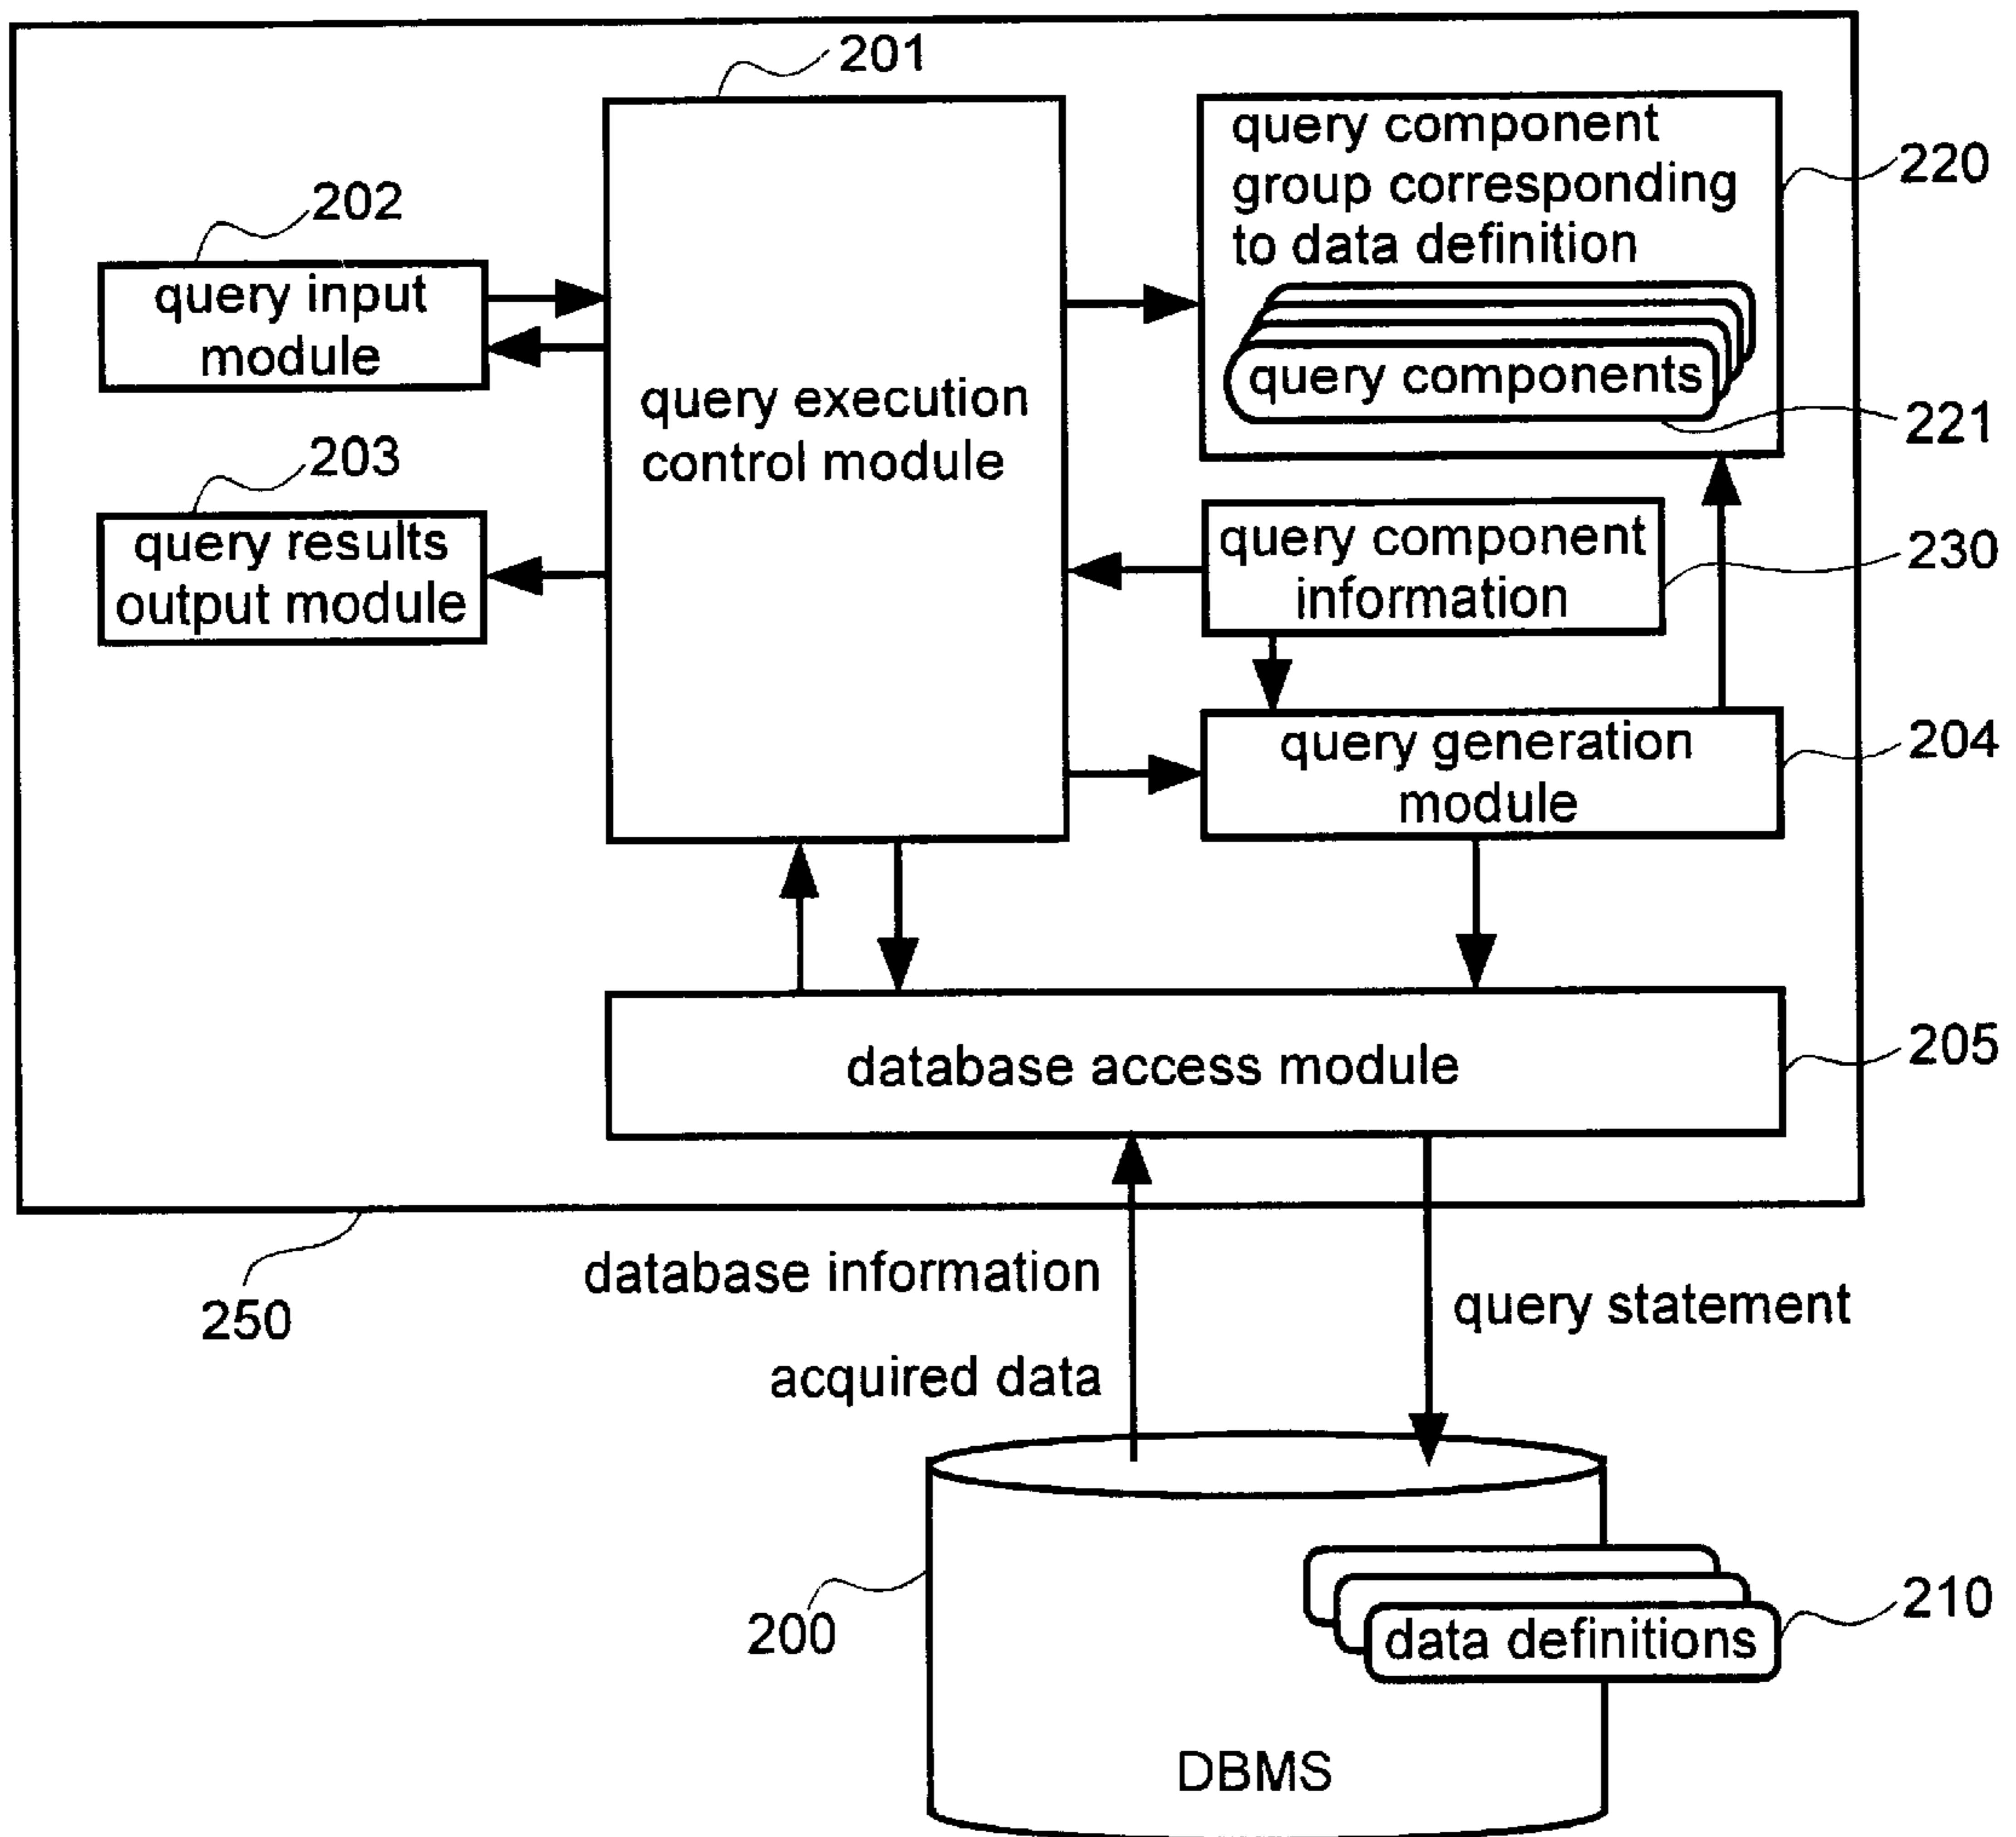 201
query component
group corresponding
to data definition
220
202
query input
module
query components
221
query execution
control module
203
query results
output module
query component
information
230
query generation
module
204
database access module
205
250
database information
query statement
acquired data
200
data definitions
210
DBMS